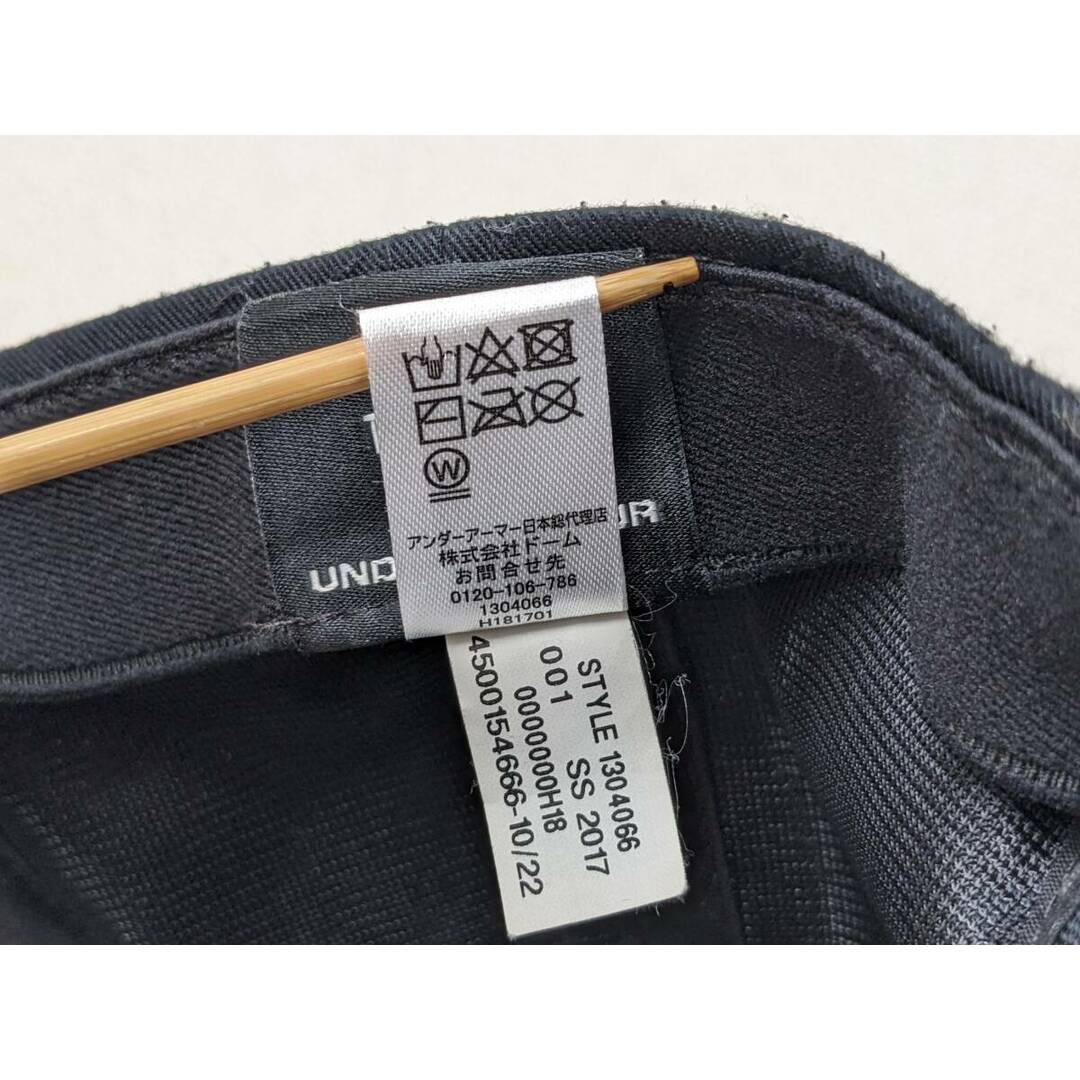 W
アンダーアーマー日本総代理店
株式会社ドーム
お問合せ先
0120-106-786
1304066
H181701
UND
UR
STYLE 1304066
001 SS 2017
0000000H18
4500154666-10/22